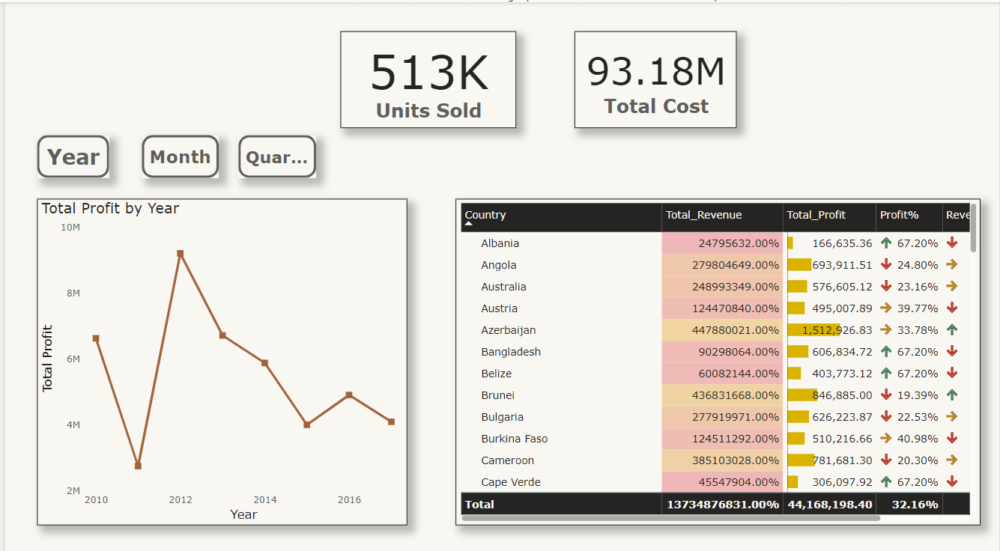 513K
Units Sold
93.18M
Total Cost
Year
Month
Quar...
Total Profit by Year
10M
8M
6M
4M
2M
Total Profit
2010
2012
2014
2016
Year
Country Total_Revenue Total_Profit Profit% Reve
Albania 24795632.00% 166,635.36 67.20%
Angola 279804649.00% 693,911.51 24.80%
Australia 248993349.00% 576,605.12 23.16%
Austria 124470840.00% 495,007.89 39.77%
Azerbaijan 447880021.00% 1,512,926.83 33.78%
Bangladesh 90298064.00% 606,834.72 67.20%
Belize 60082144.00% 403,773.12 67.20%
Brunei 436831668.00% 846,885.00 19.39%
Bulgaria 277919971.00% 626,223.87 22.53%
Burkina Faso 124511292.00% 510,216.66 40.98%
Cameroon 385103028.00% 781,681.30 20.30%
Cape Verde 45547904.00% 306,097.92 67.20%
Total 13734876831.00% 44,168,198.40 32.16%